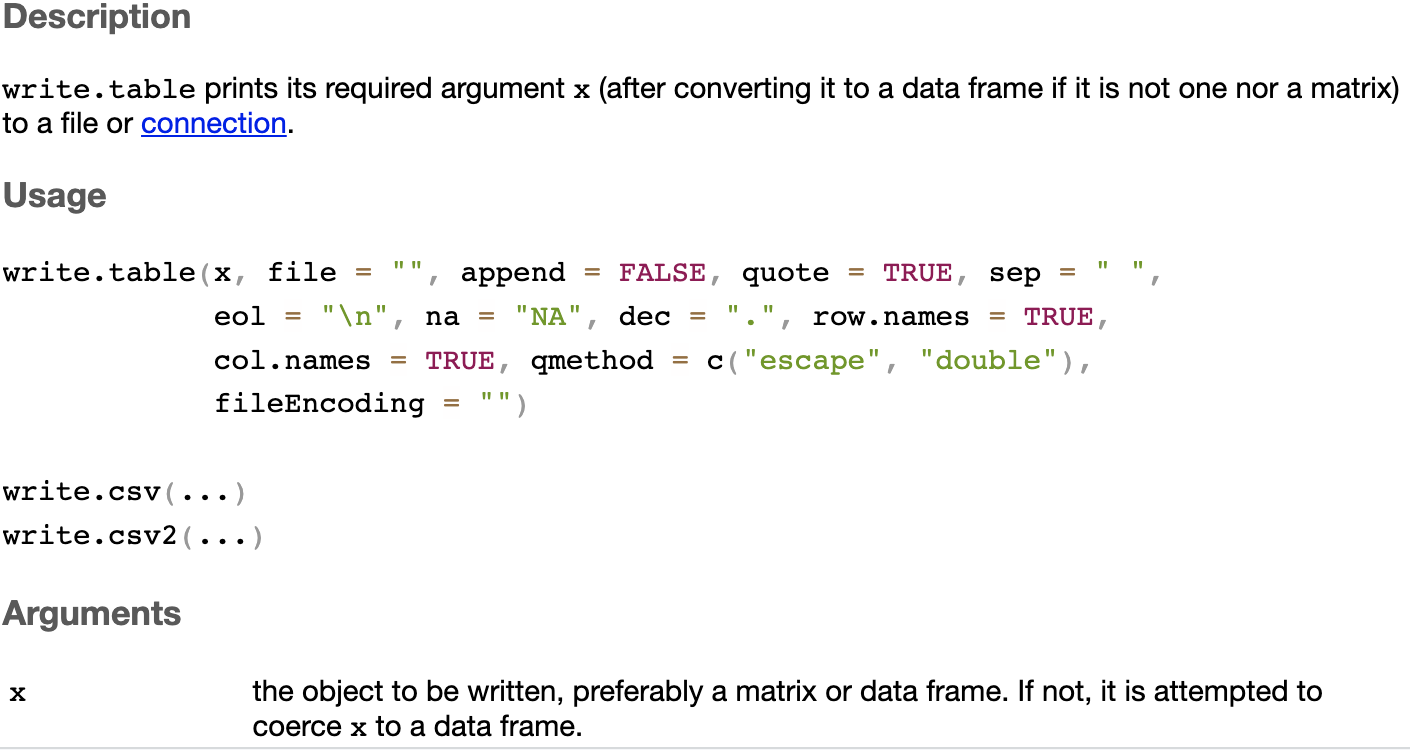 Description
write.table prints its required argument x (after converting it to a data frame if it is not one nor a matrix)
to a file or connection.
Usage
write.table(x, file = "", append = FALSE, quote = TRUE, sep = " ",
            eol = "\n", na = "NA", dec = ".", row.names = TRUE,
            col.names = TRUE, qmethod = c("escape", "double"),
            fileEncoding = "")
write.csv(...)
write.csv2(...)
Arguments
x the object to be written, preferably a matrix or data frame. If not, it is attempted to
coerce x to a data frame.